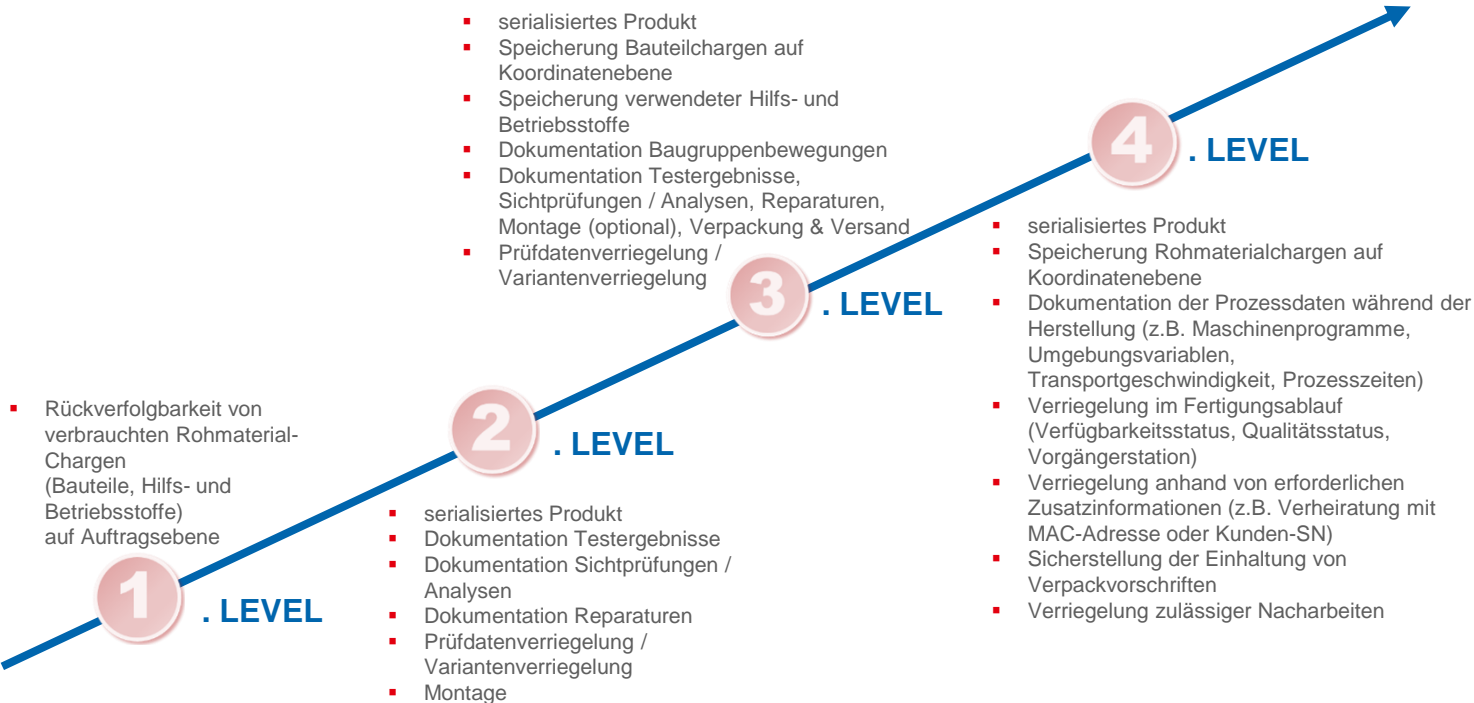 Rückverfolgbarkeit von
verbrauchten Rohmaterial-
Chargen
(Bauteile, Hilfs- und
Betriebsstoffe)
auf Auftragsebene
1
. LEVEL
2
. LEVEL
serialisiertes Produkt
Dokumentation Testergebnisse
Dokumentation Sichtprüfungen /
Analysen
Dokumentation Reparaturen
Prüfdatenverriegelung /
Variantenverriegelung
Montage
serialisiertes Produkt
Speicherung Bauteilchargen auf
Koordinatenebene
Speicherung verwendeter Hilfs- und
Betriebsstoffe
Dokumentation Baugruppenbewegungen
Dokumentation Testergebnisse,
Sichtprüfungen / Analysen, Reparaturen,
Montage (optional), Verpackung & Versand
Prüfdatenverriegelung /
Variantenverriegelung
3
. LEVEL
4
. LEVEL
serialisiertes Produkt
Speicherung Rohmaterialchargen auf
Koordinatenebene
Dokumentation der Prozessdaten während der
Herstellung (z.B. Maschinenprogramme,
Umgebungsvariablen,
Transportgeschwindigkeit, Prozesszeiten)
Verriegelung im Fertigungsablauf
(Verfügbarkeitsstatus, Qualitätsstatus,
Vorgängerstation)
Verriegelung anhand von erforderlichen
Zusatzinformationen (z.B. Verheiratung mit
MAC-Adresse oder Kunden-SN)
Sicherstellung der Einhaltung von
Verpackvorschriften
Verriegelung zulässiger Nacharbeiten